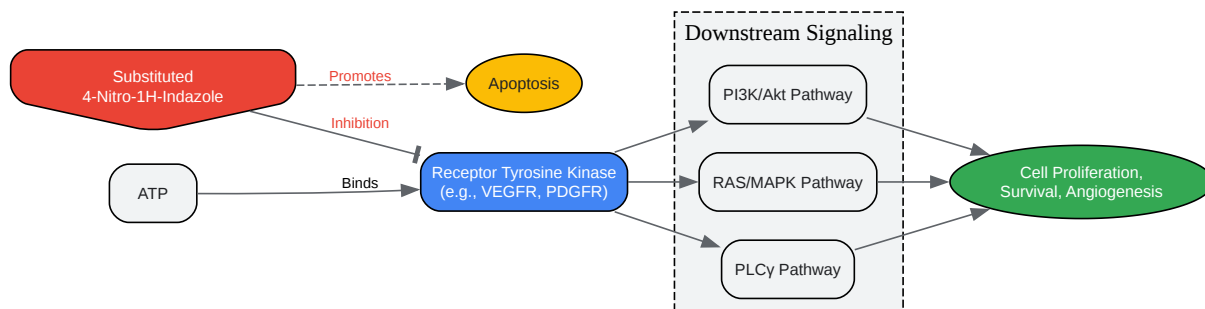 Downstream Signaling
Substituted
4-Nitro-1H-Indazole
Promotes
Apoptosis
Inhibition
ATP
Binds
Receptor Tyrosine Kinase
(e.g., VEGFR, PDGFR)
PI3K/Akt Pathway
RAS/MAPK Pathway
PLCγ Pathway
Cell Proliferation,
Survival, Angiogenesis